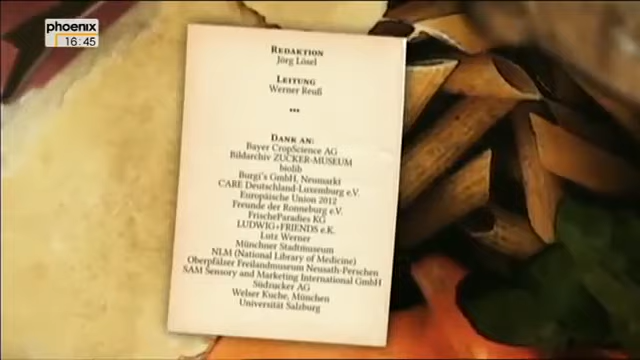 phoenix
16:45
REDAKTION
Jörg Lösel
LEITUNG
Werner Reuß
***
DANK AN:
Bayer CropScience AG
Bildarchiv ZUCKER-MUSEUM
biolib
Burgi's GmbH, Neumarkt
CARE Deutschland-Luxemburg e.V.
Europäische Union 2012
Freunde der Ronneburg e.V.
FrischeParadies KG
LUDWIG+FRIENDS e.K.
Lutz Werner
Münchner Stadtmuseum
NLM (National Library of Medicine)
Oberpfälzer Freilandmuseum Neusath-Perschen
SAM Sensory and Marketing International GmbH
Südzucker AG
Welser Kuche, München
Universität Salzburg